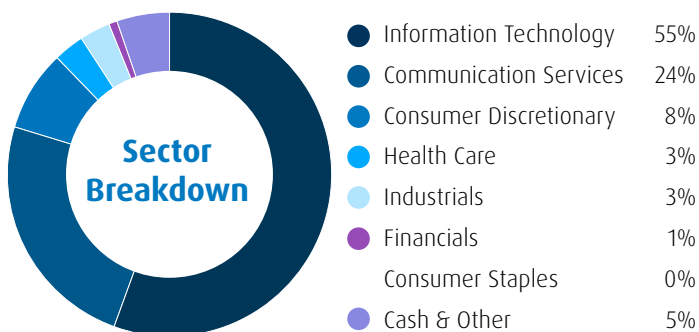 Sector
Breakdown
Information Technology 55%
Communication Services 24%
Consumer Discretionary 8%
Health Care 3%
Industrials 3%
Financials 1%
Consumer Staples 0%
Cash & Other 5%